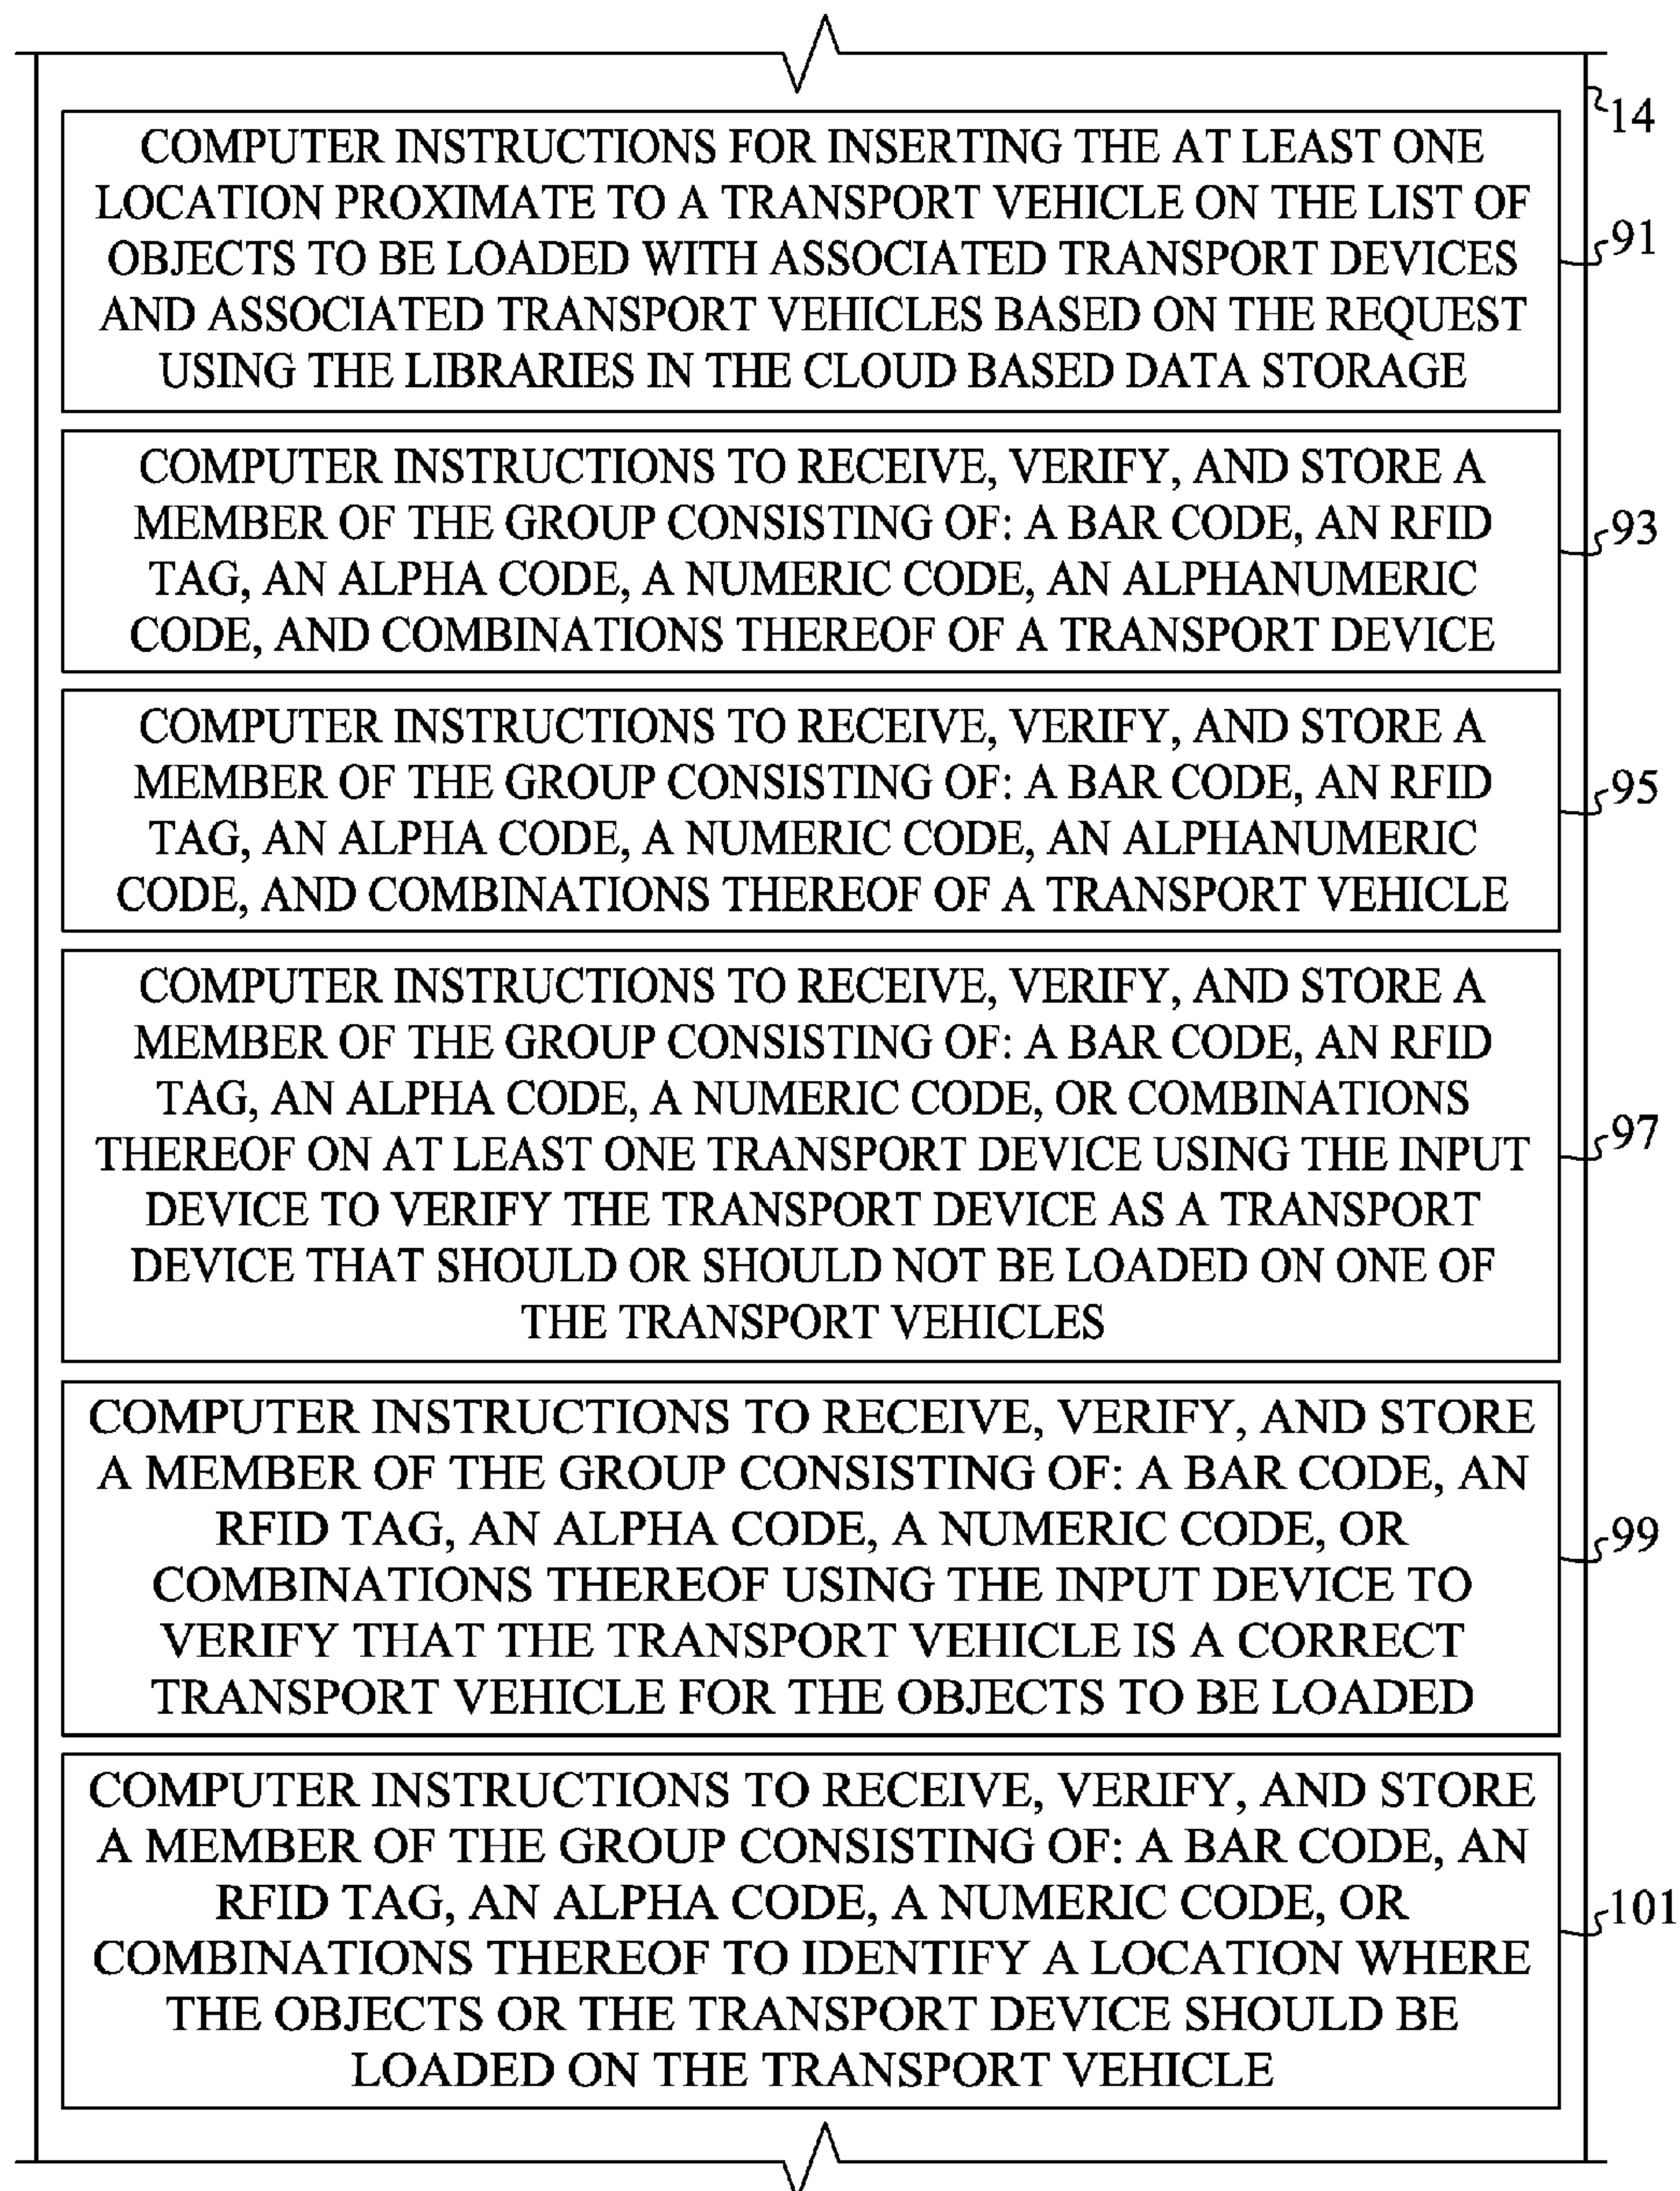 14
COMPUTER INSTRUCTIONS FOR INSERTING THE AT LEAST ONE
LOCATION PROXIMATE TO A TRANSPORT VEHICLE ON THE LIST OF
OBJECTS TO BE LOADED WITH ASSOCIATED TRANSPORT DEVICES
AND ASSOCIATED TRANSPORT VEHICLES BASED ON THE REQUEST
USING THE LIBRARIES IN THE CLOUD BASED DATA STORAGE
91
COMPUTER INSTRUCTIONS TO RECEIVE, VERIFY, AND STORE A
MEMBER OF THE GROUP CONSISTING OF: A BAR CODE, AN RFID
TAG, AN ALPHA CODE, A NUMERIC CODE, AN ALPHANUMERIC
CODE, AND COMBINATIONS THEREOF OF A TRANSPORT DEVICE
93
COMPUTER INSTRUCTIONS TO RECEIVE, VERIFY, AND STORE A
MEMBER OF THE GROUP CONSISTING OF: A BAR CODE, AN RFID
TAG, AN ALPHA CODE, A NUMERIC CODE, AN ALPHANUMERIC
CODE, AND COMBINATIONS THEREOF OF A TRANSPORT VEHICLE
95
COMPUTER INSTRUCTIONS TO RECEIVE, VERIFY, AND STORE A
MEMBER OF THE GROUP CONSISTING OF: A BAR CODE, AN RFID
TAG, AN ALPHA CODE, A NUMERIC CODE, OR COMBINATIONS
THEREOF ON AT LEAST ONE TRANSPORT DEVICE USING THE INPUT
DEVICE TO VERIFY THE TRANSPORT DEVICE AS A TRANSPORT
DEVICE THAT SHOULD OR SHOULD NOT BE LOADED ON ONE OF
THE TRANSPORT VEHICLES
97
COMPUTER INSTRUCTIONS TO RECEIVE, VERIFY, AND STORE
A MEMBER OF THE GROUP CONSISTING OF: A BAR CODE, AN
RFID TAG, AN ALPHA CODE, A NUMERIC CODE, OR
COMBINATIONS THEREOF USING THE INPUT DEVICE TO
VERIFY THAT THE TRANSPORT VEHICLE IS A CORRECT
TRANSPORT VEHICLE FOR THE OBJECTS TO BE LOADED
99
COMPUTER INSTRUCTIONS TO RECEIVE, VERIFY, AND STORE
A MEMBER OF THE GROUP CONSISTING OF: A BAR CODE, AN
RFID TAG, AN ALPHA CODE, A NUMERIC CODE, OR
COMBINATIONS THEREOF TO IDENTIFY A LOCATION WHERE
THE OBJECTS OR THE TRANSPORT DEVICE SHOULD BE
LOADED ON THE TRANSPORT VEHICLE
101